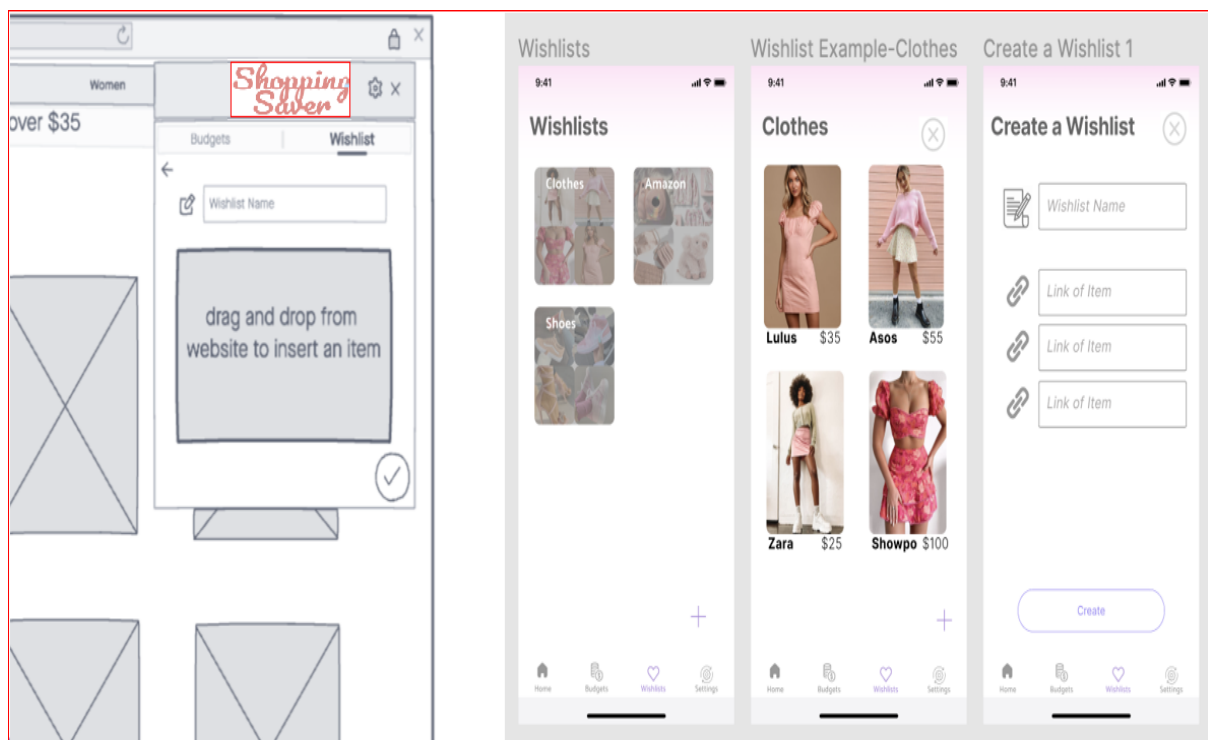 Women
over $35
Shopping
Saver
Budgets
Wishlist
Wishlist Name
drag and drop from
website to insert an item
Wishlists
9:41
Wishlists
Clothes
Amazon
Shoes
Home
Budgets
Wishlists
Settings
Wishlist Example-Clothes
9:41
Clothes
Lulus $35
Asos $55
Zara $25
Showpo $100
Home
Budgets
Wishlists
Settings
Create a Wishlist 1
9:41
Create a Wishlist
Wishlist Name
Link of Item
Link of Item
Link of Item
Create
Home
Budgets
Wishlists
Settings